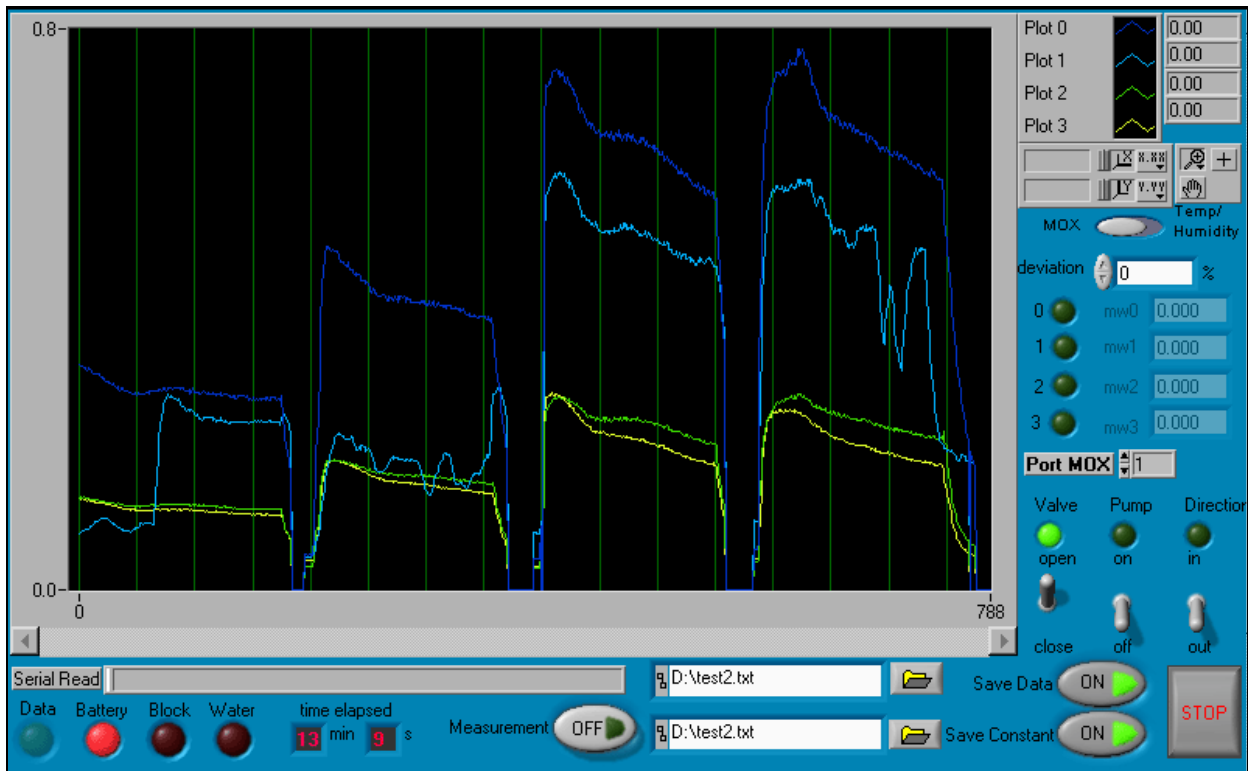 0.8
0.0
0
788
Plot 0
0.00
Plot 1
0.00
Plot 2
0.00
Plot 3
0.00
X
x.xx
Y
y.yy
MOX
Temp/
Humidity
deviation
0
%
0
mw0
0.000
1
mw1
0.000
2
mw2
0.000
3
mw3
0.000
Port MOX
1
Valve
Pump
Direction
open
on
in
close
off
out
Serial Read
D:\test2.txt
Save Data
ON
Data
Battery
Block
Water
time elapsed
13
min
9
s
Measurement
OFF
D:\test2.txt
Save Constant
ON
STOP